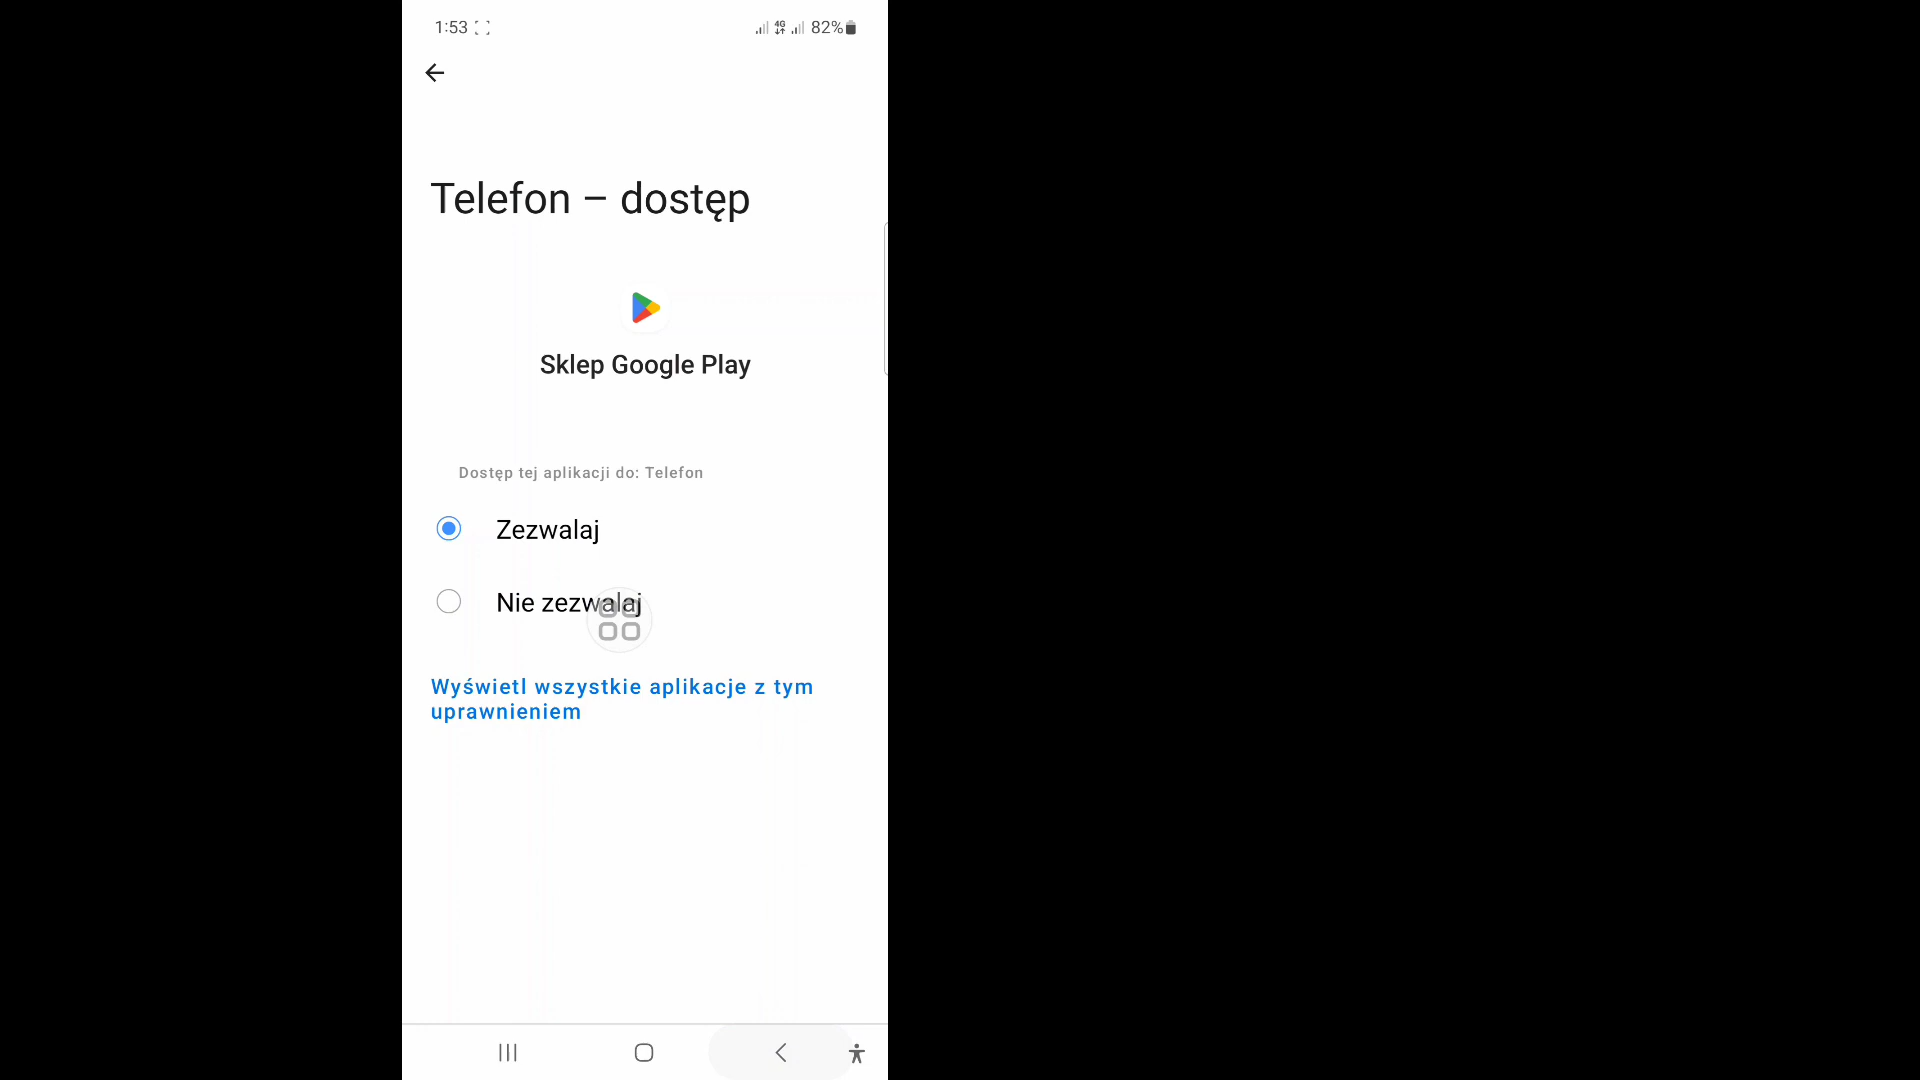 1:53
4G
82%
Telefon – dostęp
Sklep Google Play
Dostęp tej aplikacji do: Telefon
Zezwalaj
Nie zezwalaj
Wyświetl wszystkie aplikacje z tym
uprawnieniem